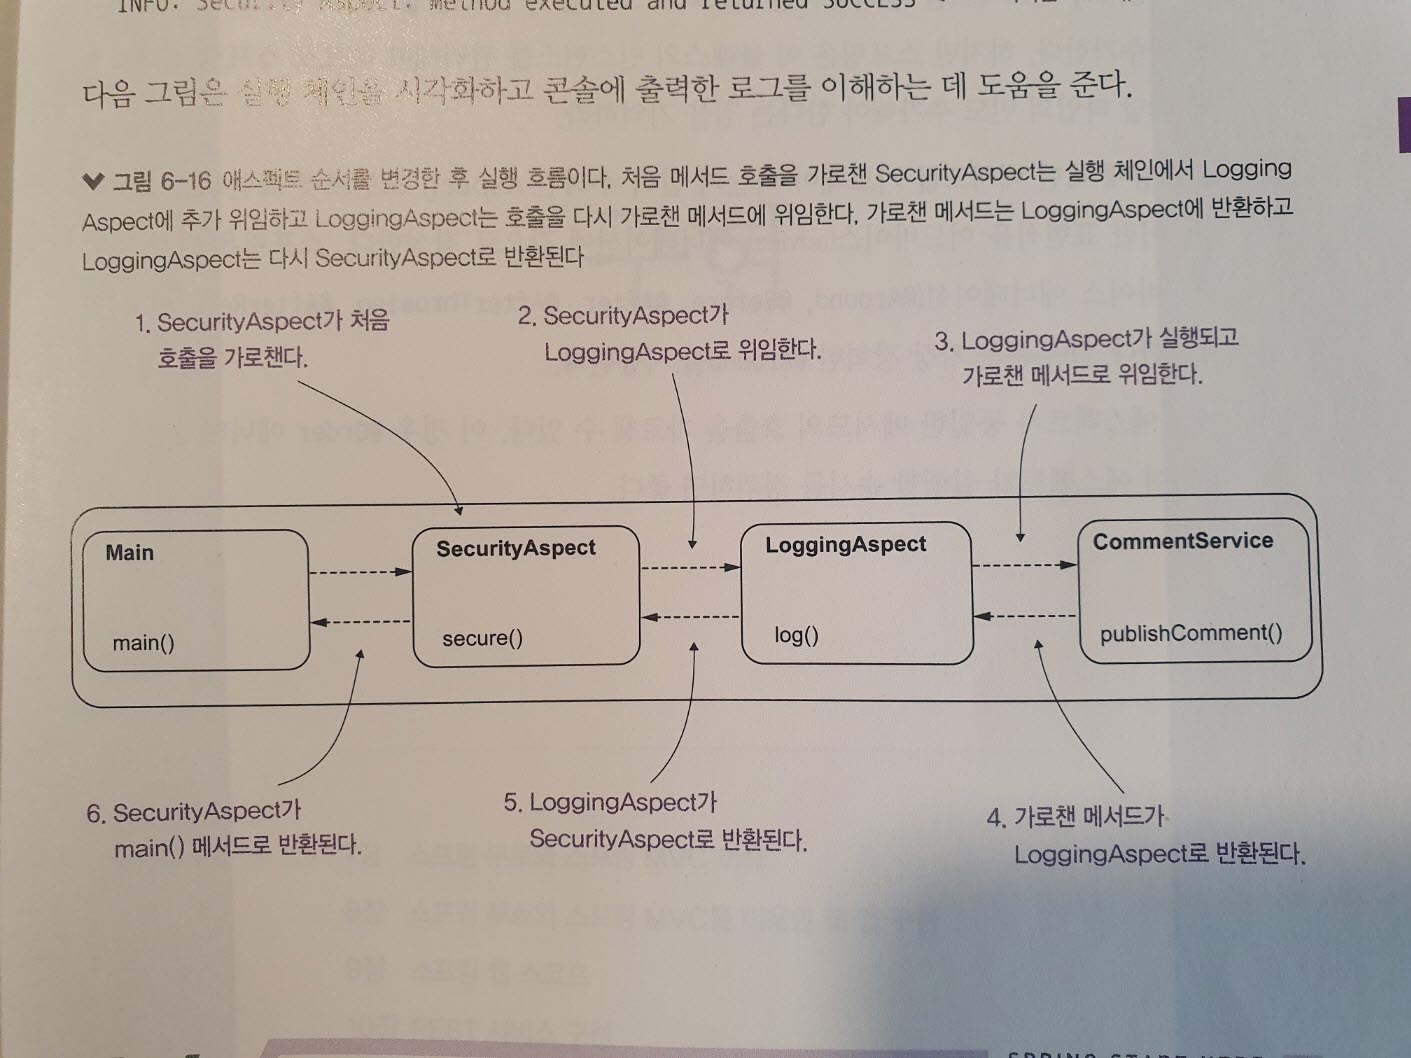 INFO: Security Aspect: Method executed and returned SUCCESS
다음 그림은 실행 체인을 시각화하고 콘솔에 출력한 로그를 이해하는 데 도움을 준다.
그림 6-16 애스펙트 순서를 변경한 후 실행 흐름이다. 처음 메서드 호출을 가로챈 SecurityAspect는 실행 체인에서 Logging
Aspect에 추가 위임하고 LoggingAspect는 호출을 다시 가로챈 메서드에 위임한다. 가로챈 메서드는 LoggingAspect에 반환하고
LoggingAspect는 다시 SecurityAspect로 반환된다
1. SecurityAspect가 처음
호출을 가로챈다.
2. SecurityAspect가
LoggingAspect로 위임한다.
3. LoggingAspect가 실행되고
가로챈 메서드로 위임한다.
Main
main()
SecurityAspect
secure()
LoggingAspect
log()
CommentService
publishComment()
6. SecurityAspect가
main() 메서드로 반환된다.
5. LoggingAspect가
SecurityAspect로 반환된다.
4. 가로챈 메서드가
LoggingAspect로 반환된다.
SPRING START HERE